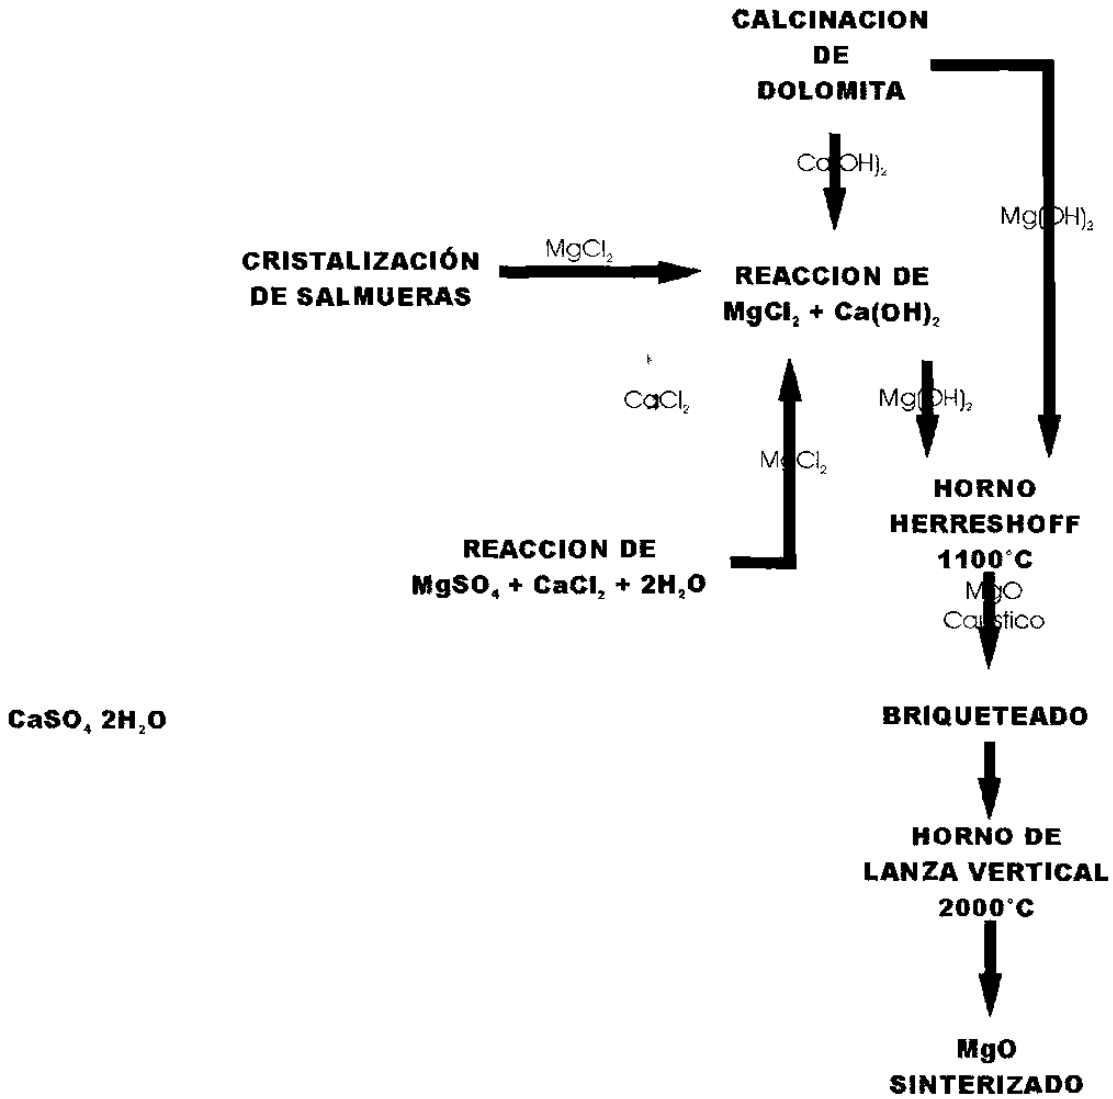 CALCINACION
DE
DOLOMITA
Ca(OH)₂
Mg(OH)₂
CRISTALIZACIÓN
DE SALMUERAS
MgCl₂
REACCION DE
MgCl₂ + Ca(OH)₂
CaCl₂
Mg(OH)₂
MgCl₂
HORNO
HERRESHOFF
1100°C
REACCION DE
MgSO₄ + CaCl₂ + 2H₂O
MgO
Caustico
CaSO₄ 2H₂O
BRIQUETEADO
HORNO DE
LANZA VERTICAL
2000°C
MgO
SINTERIZADO